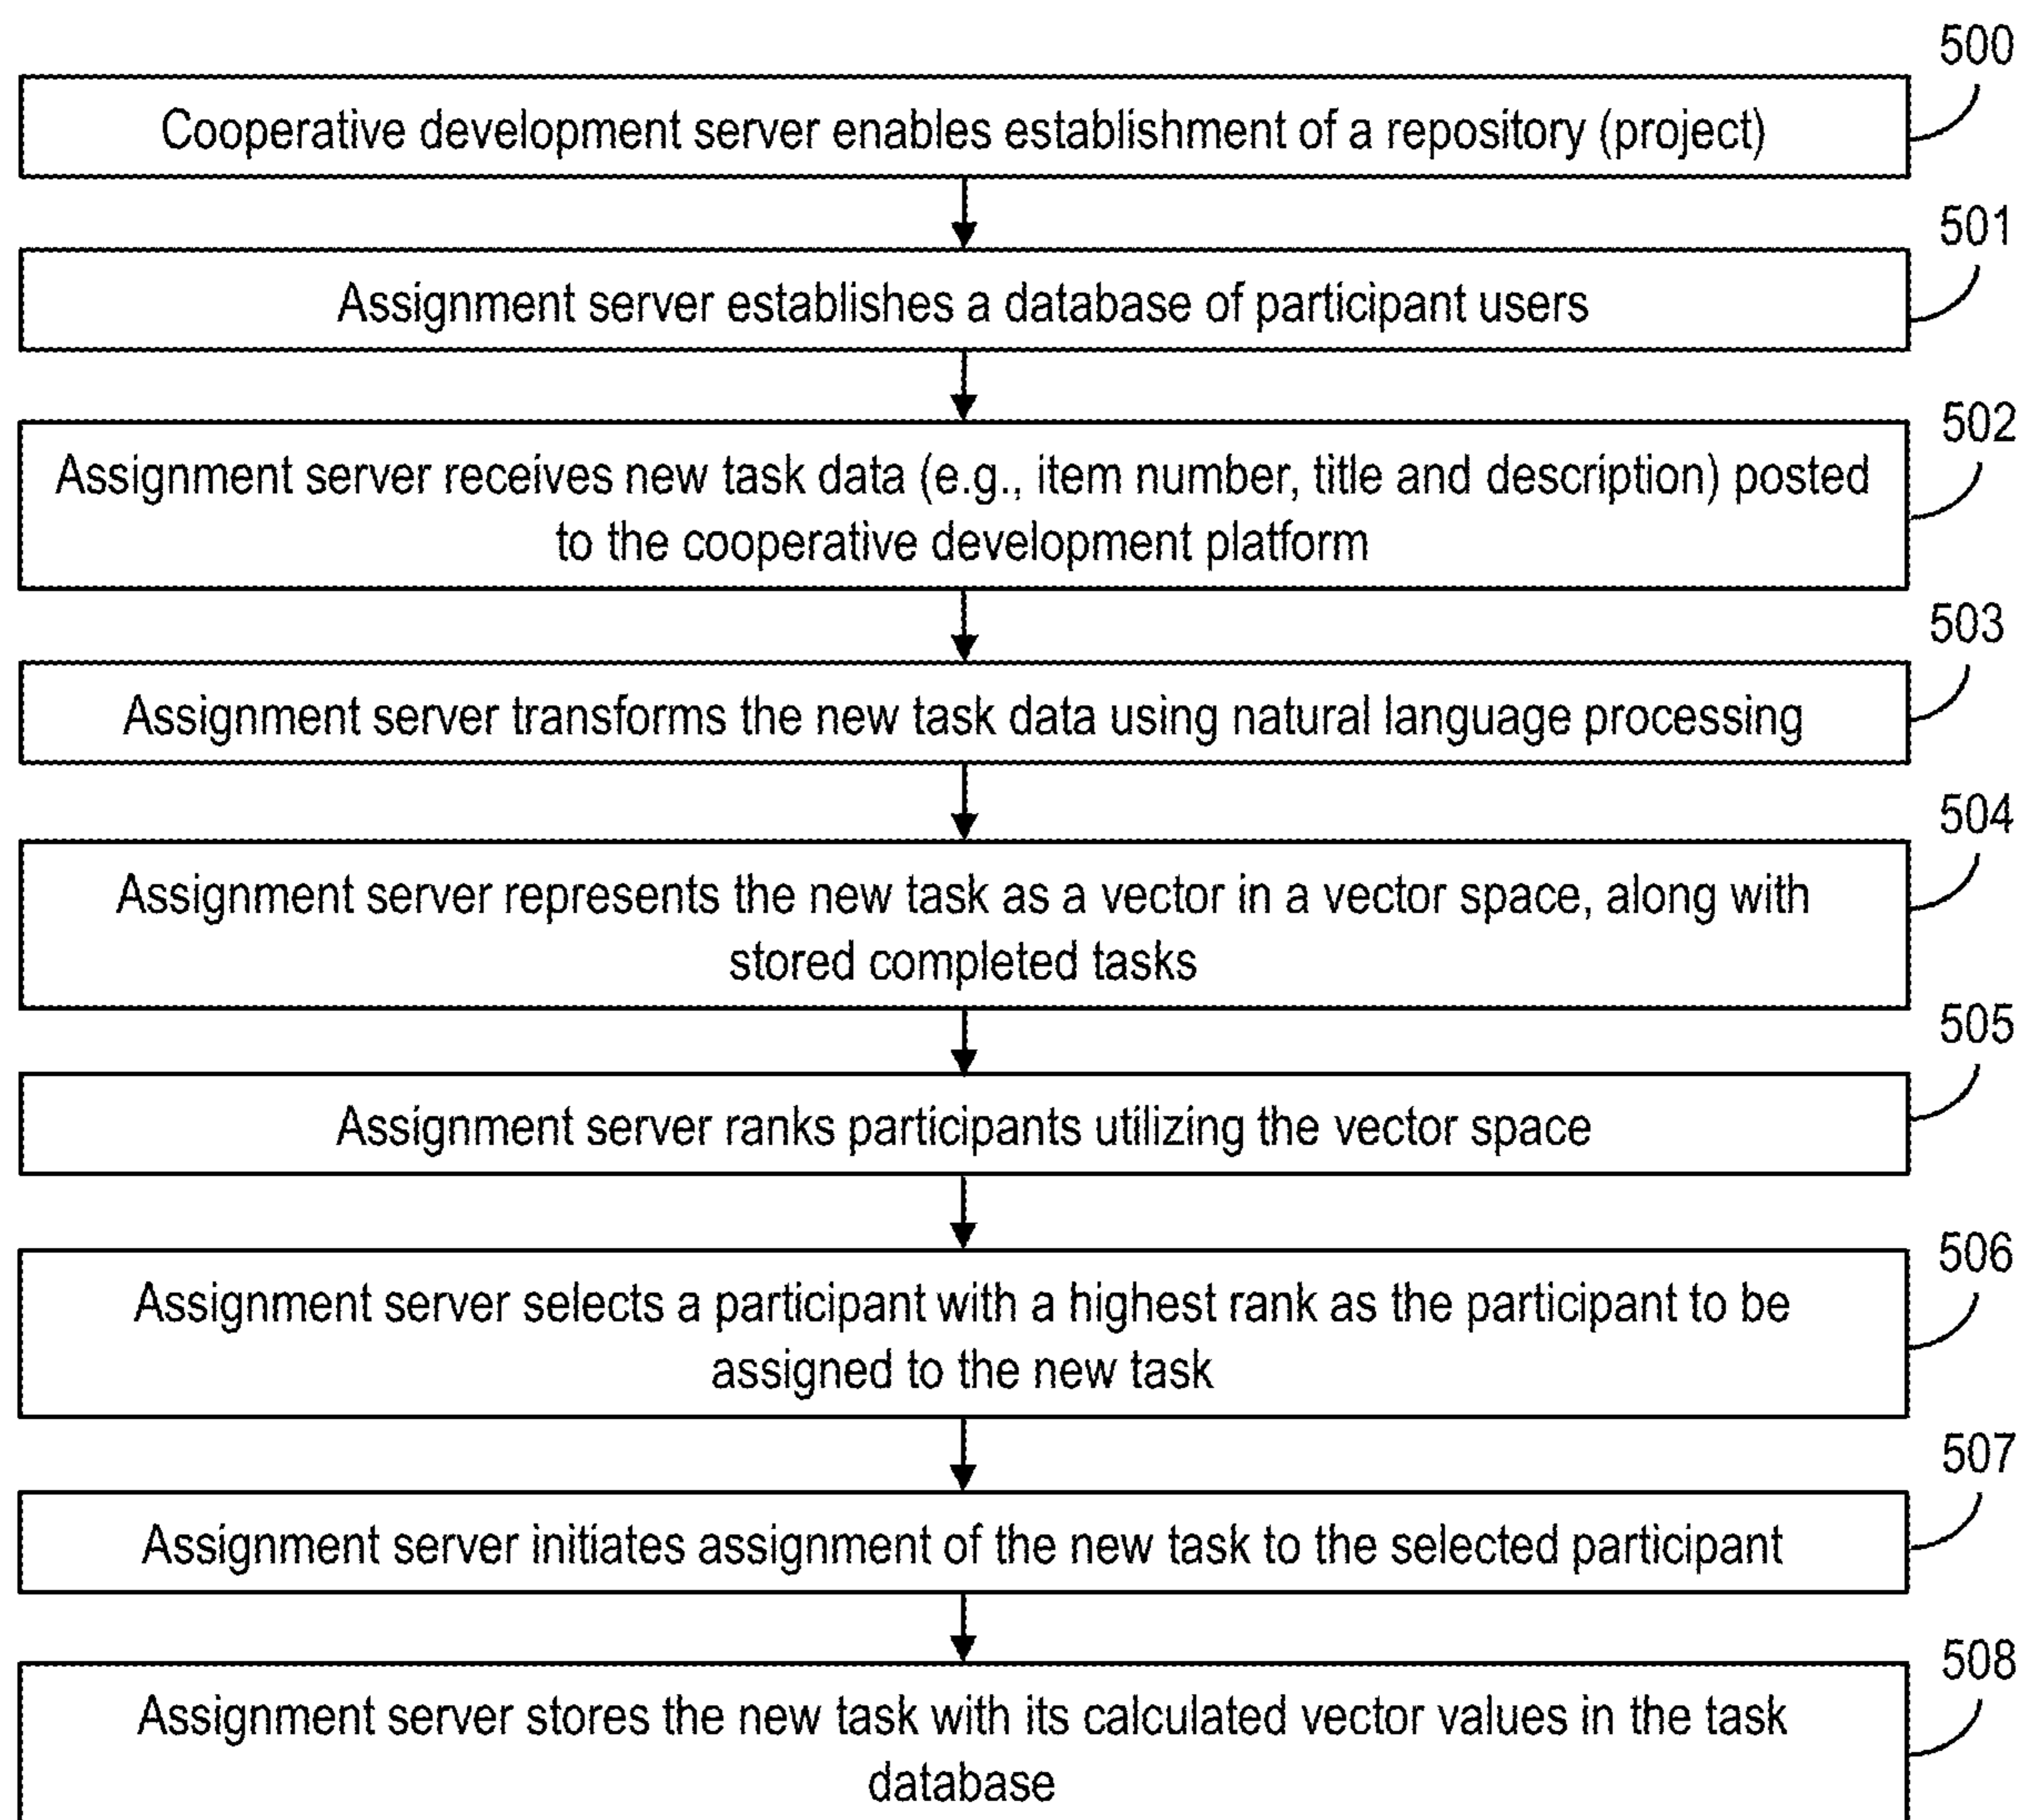 500
Cooperative development server enables establishment of a repository (project)
501
Assignment server establishes a database of participant users
502
Assignment server receives new task data (e.g., item number, title and description) posted
to the cooperative development platform
503
Assignment server transforms the new task data using natural language processing
504
Assignment server represents the new task as a vector in a vector space, along with
stored completed tasks
505
Assignment server ranks participants utilizing the vector space
506
Assignment server selects a participant with a highest rank as the participant to be
assigned to the new task
507
Assignment server initiates assignment of the new task to the selected participant
508
Assignment server stores the new task with its calculated vector values in the task
database